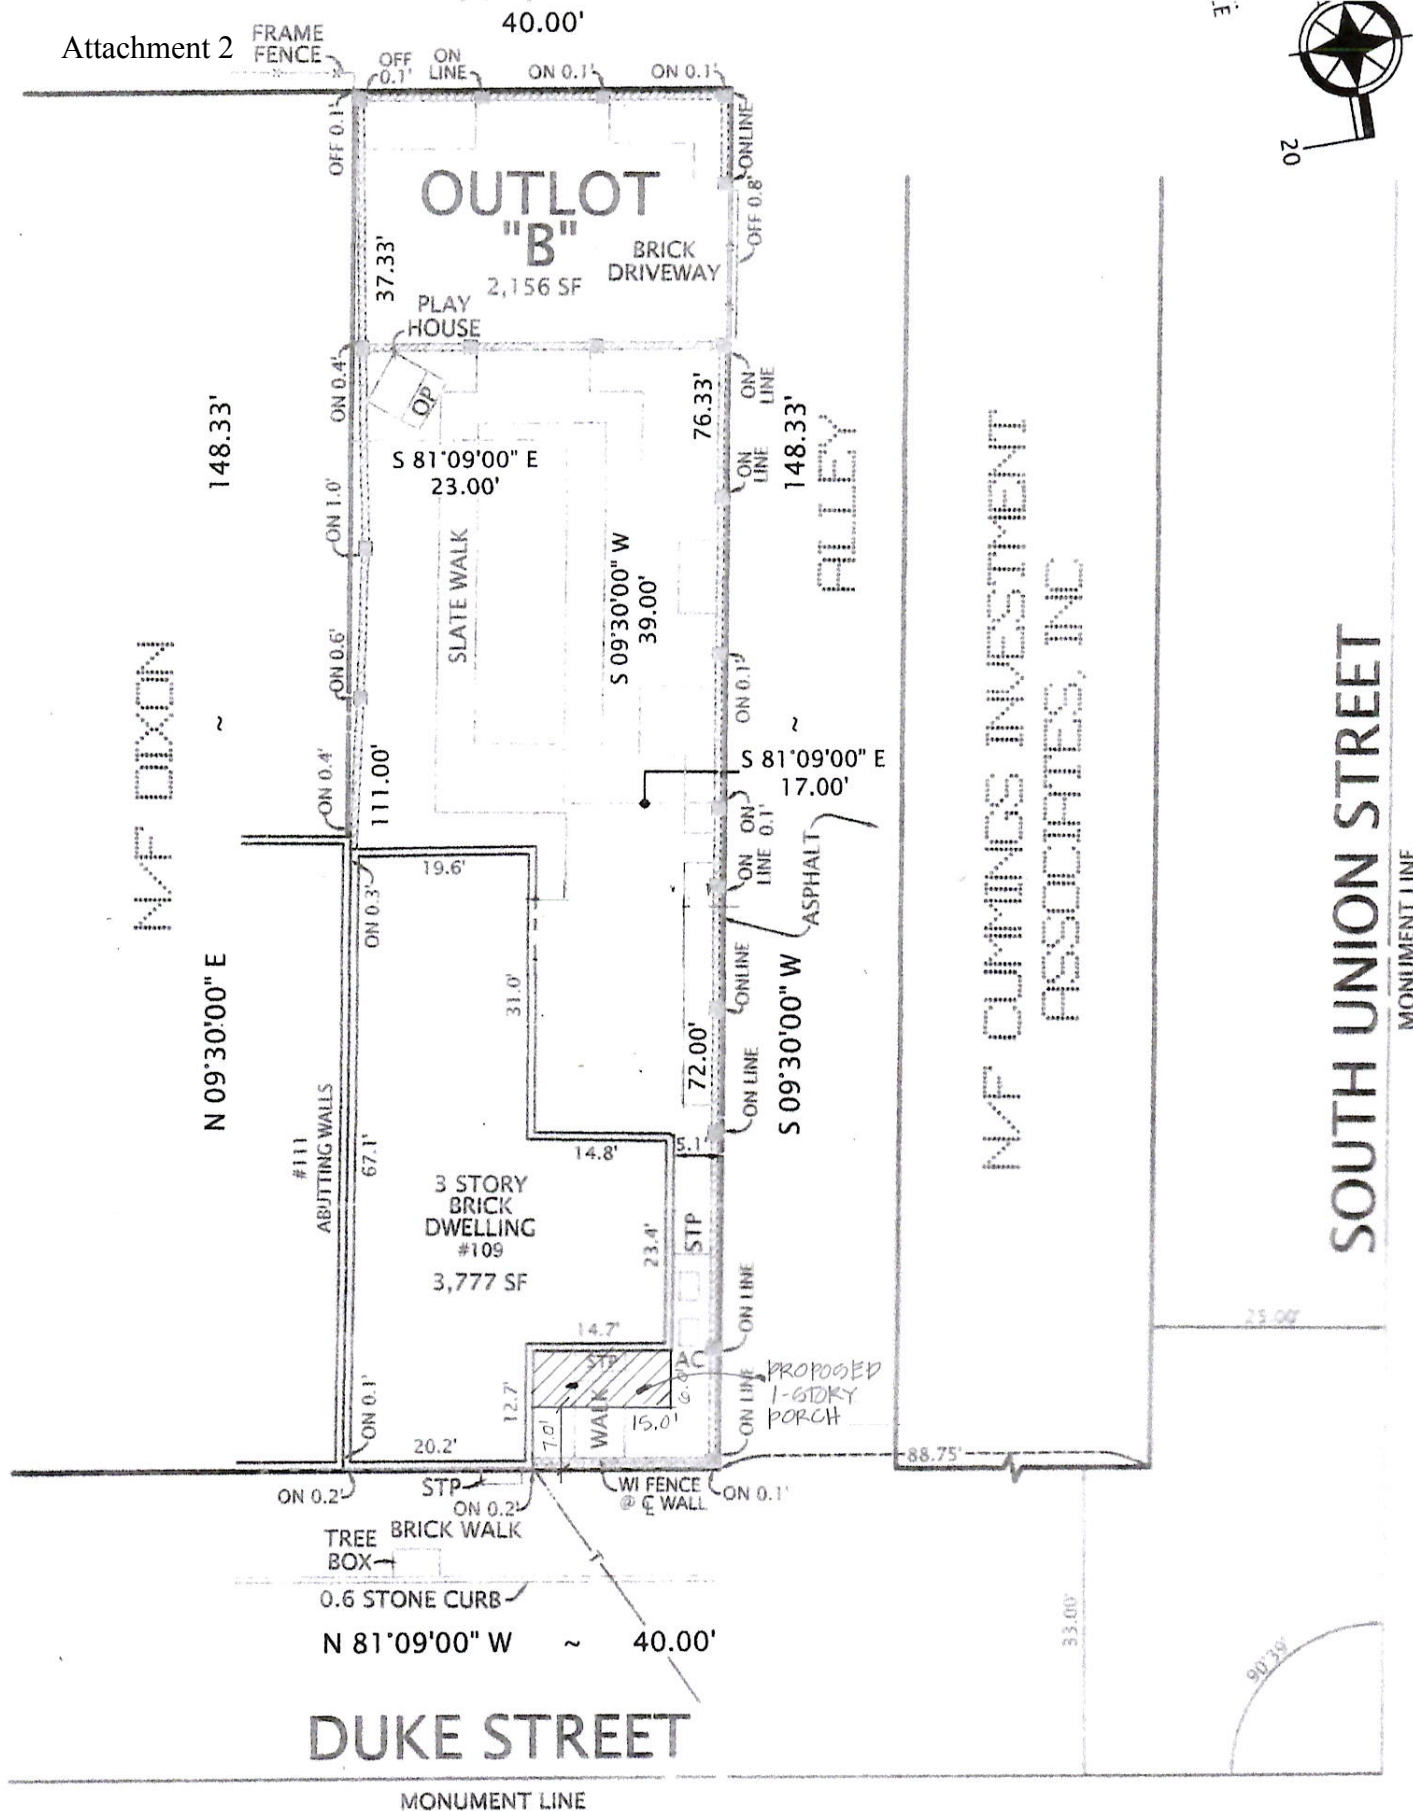 40.00'
Attachment 2
FRAME
FENCE
OFF
0.1'
ON
LINE
ON 0.1'
ON 0.1'
20
OFF 0.1'
ONLINE
OFF 0.8'
OUTLOT
"B"
2,156 SF
BRICK
DRIVEWAY
37.33'
PLAY
HOUSE
OP
ON 0.4'
ON
LINE
76.33'
148.33'
148.33'
ALLEY
S 81°09'00" E
23.00'
ON
LINE
ON 1.0'
SLATE WALK
S 09°30'00" W
39.00'
N/F CUMMINGS INVESTMENT
ASSOCIATES, INC
SOUTH UNION STREET
MONUMENT LINE
N/F DIXON
~
ON 0.6'
ON 0.1'
~
S 81°09'00" E
17.00'
ON 0.4'
111.00'
ON
0.1'
ON
LINE
ASPHALT
19.6'
ON 0.3'
N 09°30'00" E
31.0'
ONLINE
72.00'
S 09°30'00" W
ON LINE
#111
ABUTTING WALLS
67.1'
14.8'
5.1'
3 STORY
BRICK
DWELLING
#109
3,777 SF
23.4'
STP
ON LINE
25.00'
14.7'
STP
AC
6.0'
PROPOSED
1-STORY
PORCH
12.7'
7.0'
WALK
15.0'
ON LINE
ON 0.1'
20.2'
88.75'
ON 0.2'
STP
ON 0.2'
WI FENCE
@ ℄ WALL
ON 0.1'
BRICK WALK
TREE
BOX
0.6 STONE CURB
N 81°09'00" W ~ 40.00'
33.00'
90°39'
DUKE STREET
MONUMENT LINE